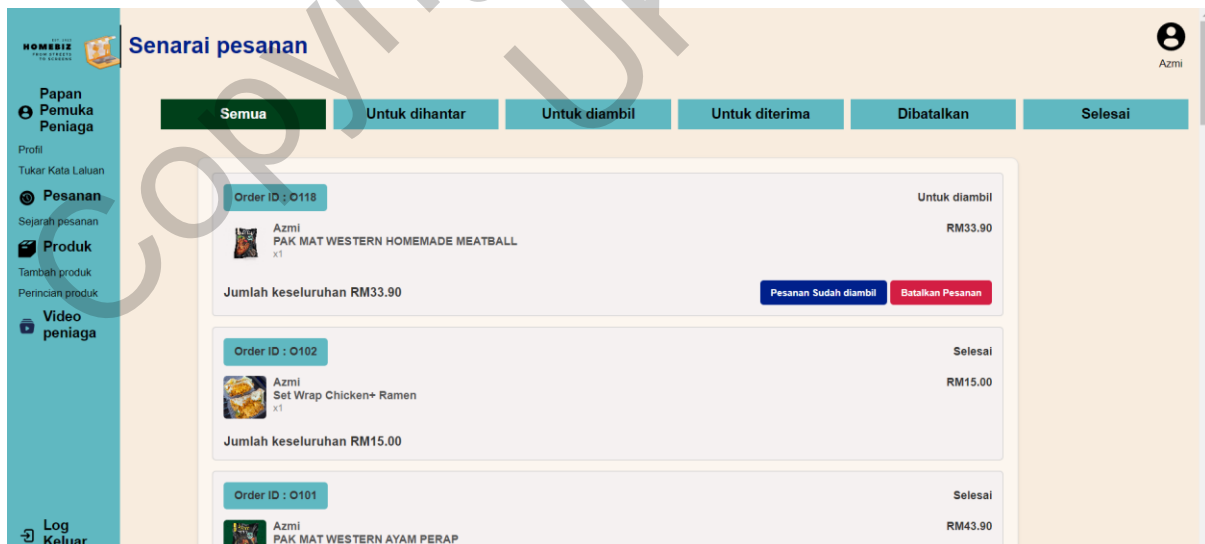 HOMEBIZ
FROM STREETS
TO SCREENS
Senarai pesanan
Azmi
Papan
Pemuka
Peniaga
Profil
Tukar Kata Laluan
Pesanan
Sejarah pesanan
Produk
Tambah produk
Perincian produk
Video
peniaga
Log
Keluar
Semua Untuk dihantar Untuk diambil Untuk diterima Dibatalkan Selesai
Order ID : O118 Untuk diambil
Azmi RM33.90
PAK MAT WESTERN HOMEMADE MEATBALL
x1
Jumlah keseluruhan RM33.90 Pesanan Sudah diambil Batalkan Pesanan
Order ID : O102 Selesai
Azmi RM15.00
Set Wrap Chicken+ Ramen
x1
Jumlah keseluruhan RM15.00
Order ID : O101 Selesai
Azmi RM43.90
PAK MAT WESTERN AYAM PERAP